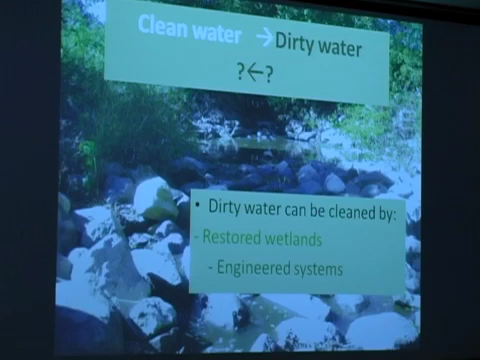 Clean water → Dirty water
?←?
• Dirty water can be cleaned by:
- Restored wetlands
- Engineered systems